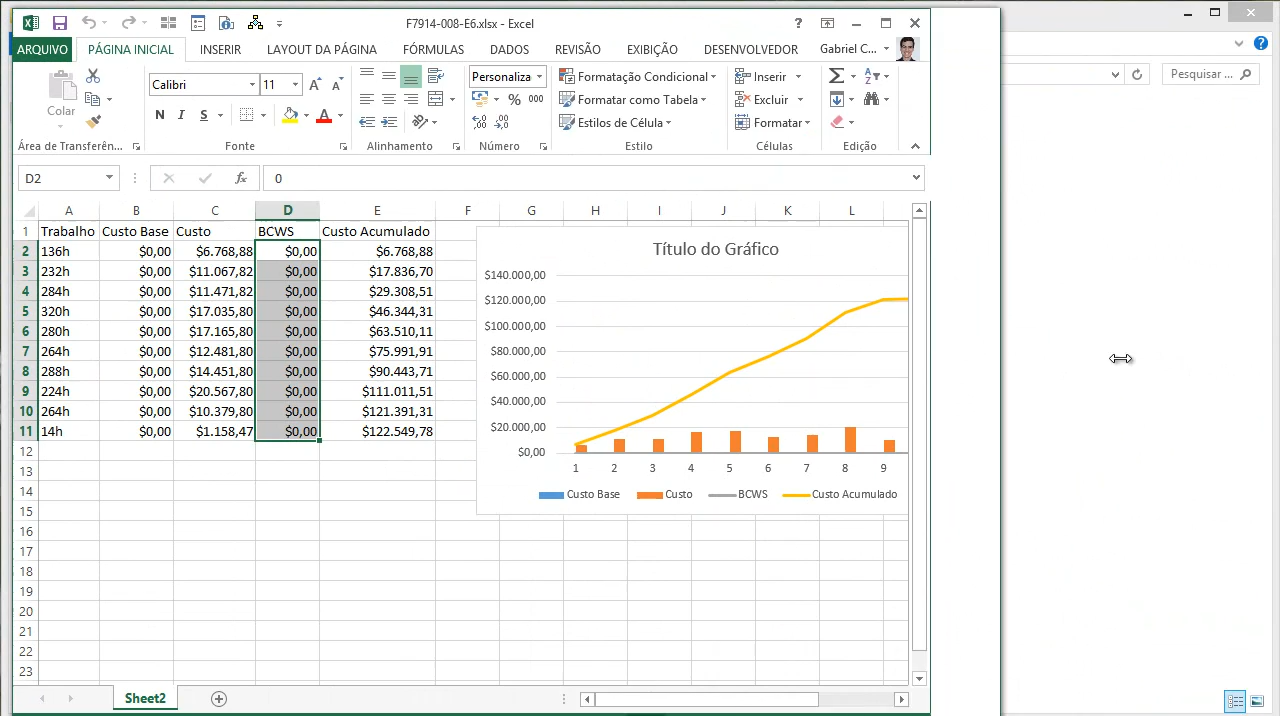 F7914-008-E6.xlsx - Excel
?
ARQUIVO PÁGINA INICIAL INSERIR LAYOUT DA PÁGINA FÓRMULAS DADOS REVISÃO EXIBIÇÃO DESENVOLVEDOR Gabriel C...
Colar
Calibri 11
N I S
Personaliza
% 000
Formatação Condicional
Formatar como Tabela
Estilos de Célula
Inserir
Excluir
Formatar
Área de Transferên... Fonte Alinhamento Número Estilo Células Edição
Pesquisar ...
D2 fx 0
A B C D E F G H I J K L
1 Trabalho Custo Base Custo BCWS Custo Acumulado
2 136h $0,00 $6.768,88 $0,00 $6.768,88
3 232h $0,00 $11.067,82 $0,00 $17.836,70
4 284h $0,00 $11.471,82 $0,00 $29.308,51
5 320h $0,00 $17.035,80 $0,00 $46.344,31
6 280h $0,00 $17.165,80 $0,00 $63.510,11
7 264h $0,00 $12.481,80 $0,00 $75.991,91
8 288h $0,00 $14.451,80 $0,00 $90.443,71
9 224h $0,00 $20.567,80 $0,00 $111.011,51
10 264h $0,00 $10.379,80 $0,00 $121.391,31
11 14h $0,00 $1.158,47 $0,00 $122.549,78
12
13
14
15
16
17
18
19
20
21
22
23
Título do Gráfico
$140.000,00
$120.000,00
$100.000,00
$80.000,00
$60.000,00
$40.000,00
$20.000,00
$0,00
1 2 3 4 5 6 7 8 9
Custo Base Custo BCWS Custo Acumulado
Sheet2